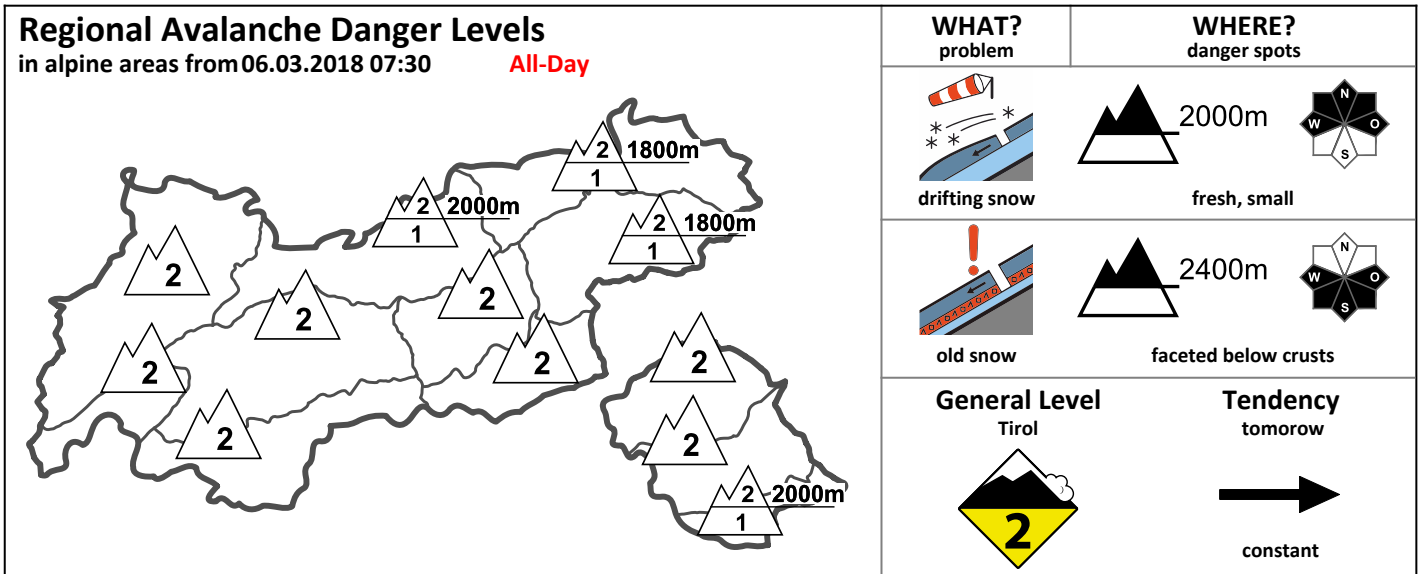 Regional Avalanche Danger Levels
in alpine areas from 06.03.2018 07:30 All-Day
2 1800m
1
2 2000m
1
2 1800m
1
2
2
2
2
2
2
2
2
2 2000m
1
WHAT?
problem
WHERE?
danger spots
drifting snow
2000m
N
W O
S
fresh, small
old snow
2400m
N
W O
S
faceted below crusts
General Level
Tirol
2
Tendency
tomorow
constant